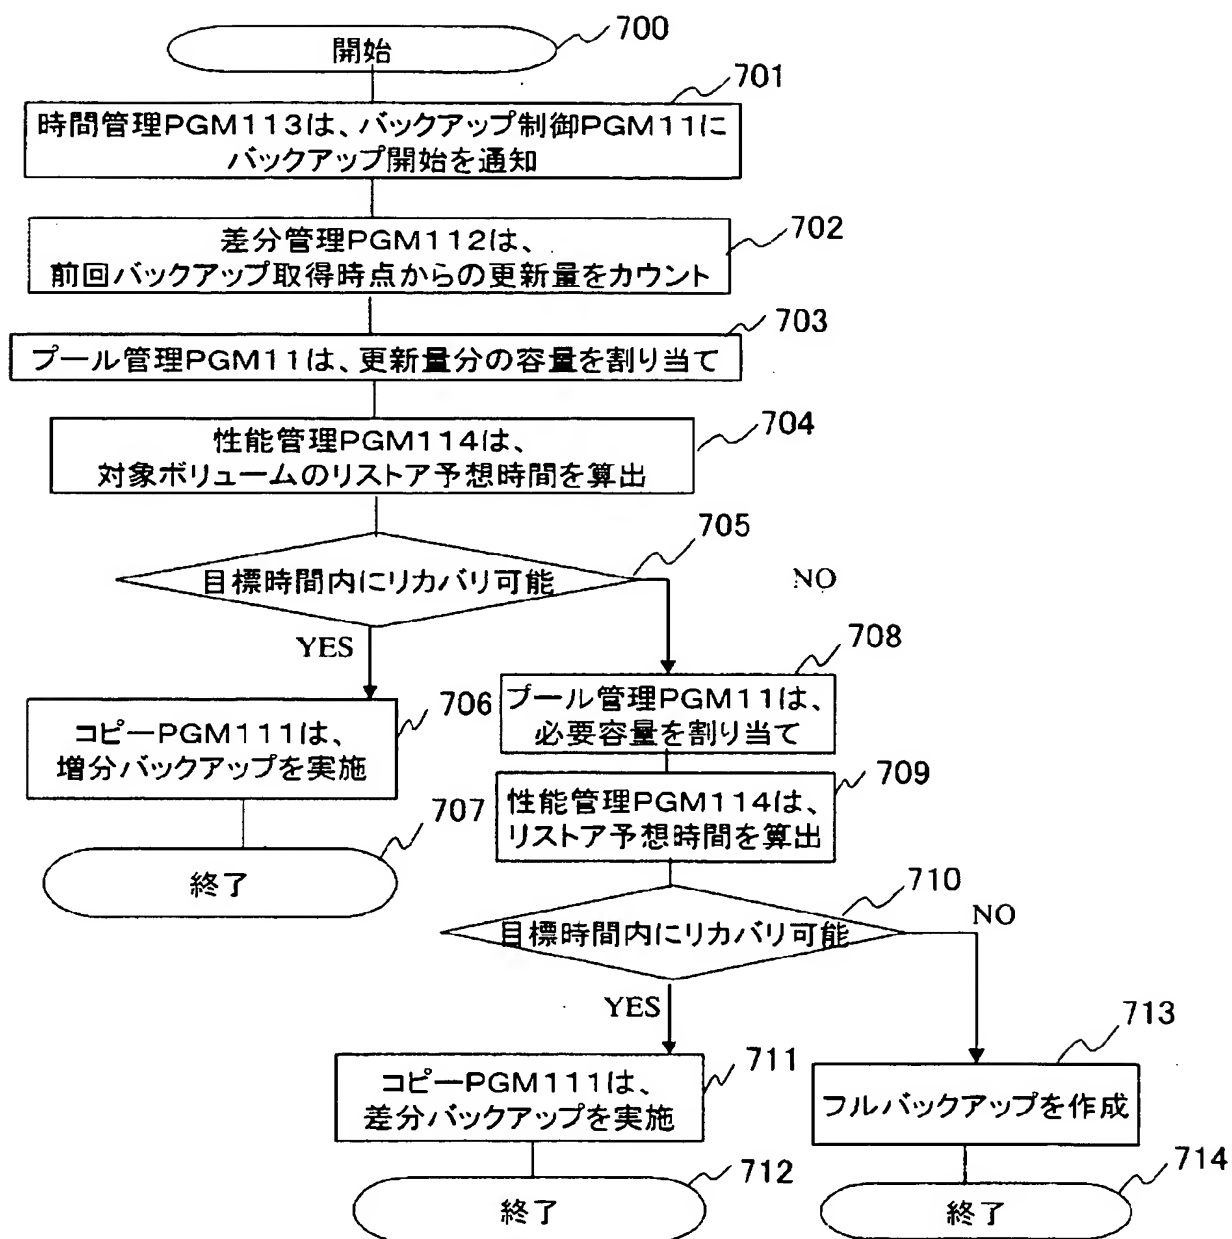 開始
700
701
時間管理PGM113は、バックアップ制御PGM11に
バックアップ開始を通知
702
差分管理PGM112は、
前回バックアップ取得時点からの更新量をカウント
703
プール管理PGM11は、更新量分の容量を割り当て
704
性能管理PGM114は、
対象ボリュームのリストア予想時間を算出
705
目標時間内にリカバリ可能
NO
YES
706
コピーPGM111は、
増分バックアップを実施
707
終了
708
プール管理PGM11は、
必要容量を割り当て
709
性能管理PGM114は、
リストア予想時間を算出
710
目標時間内にリカバリ可能
NO
YES
711
コピーPGM111は、
差分バックアップを実施
712
終了
713
フルバックアップを作成
714
終了